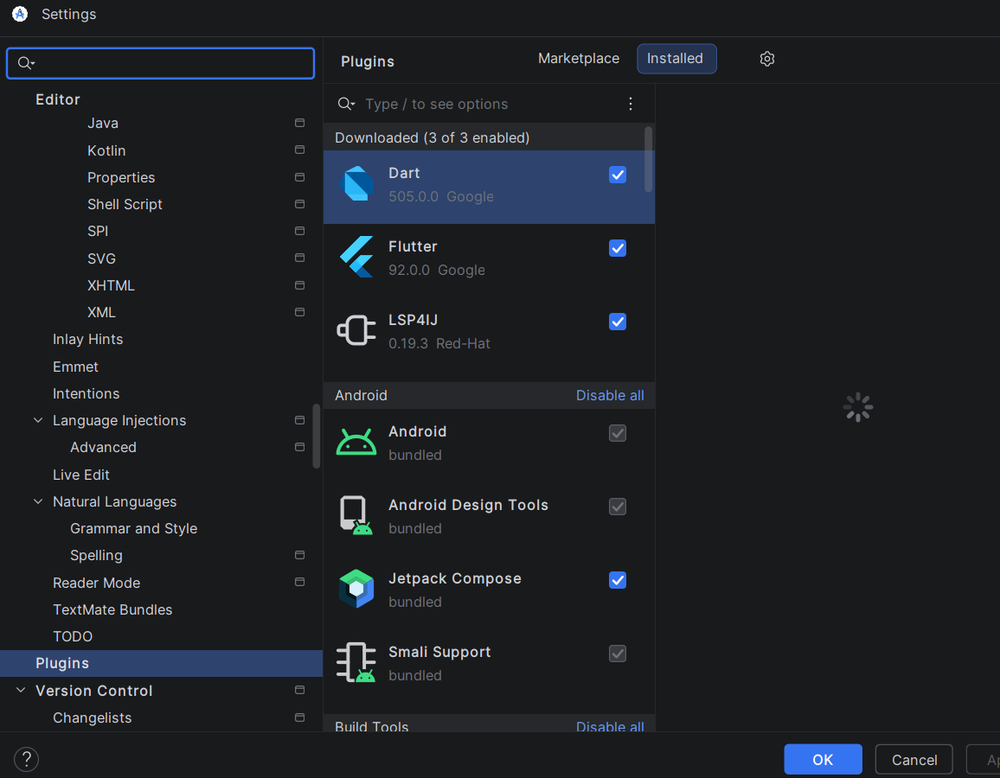 Settings
Editor
Java
Kotlin
Properties
Shell Script
SPI
SVG
XHTML
XML
Inlay Hints
Emmet
Intentions
Language Injections
Advanced
Live Edit
Natural Languages
Grammar and Style
Spelling
Reader Mode
TextMate Bundles
TODO
Plugins
Version Control
Changelists
?
Plugins
Marketplace
Installed
Type / to see options
Downloaded (3 of 3 enabled)
Dart
505.0.0 Google
Flutter
92.0.0 Google
LSP4IJ
0.19.3 Red-Hat
Android Disable all
Android
bundled
Android Design Tools
bundled
Jetpack Compose
bundled
Smali Support
bundled
Build Tools Disable all
OK
Cancel